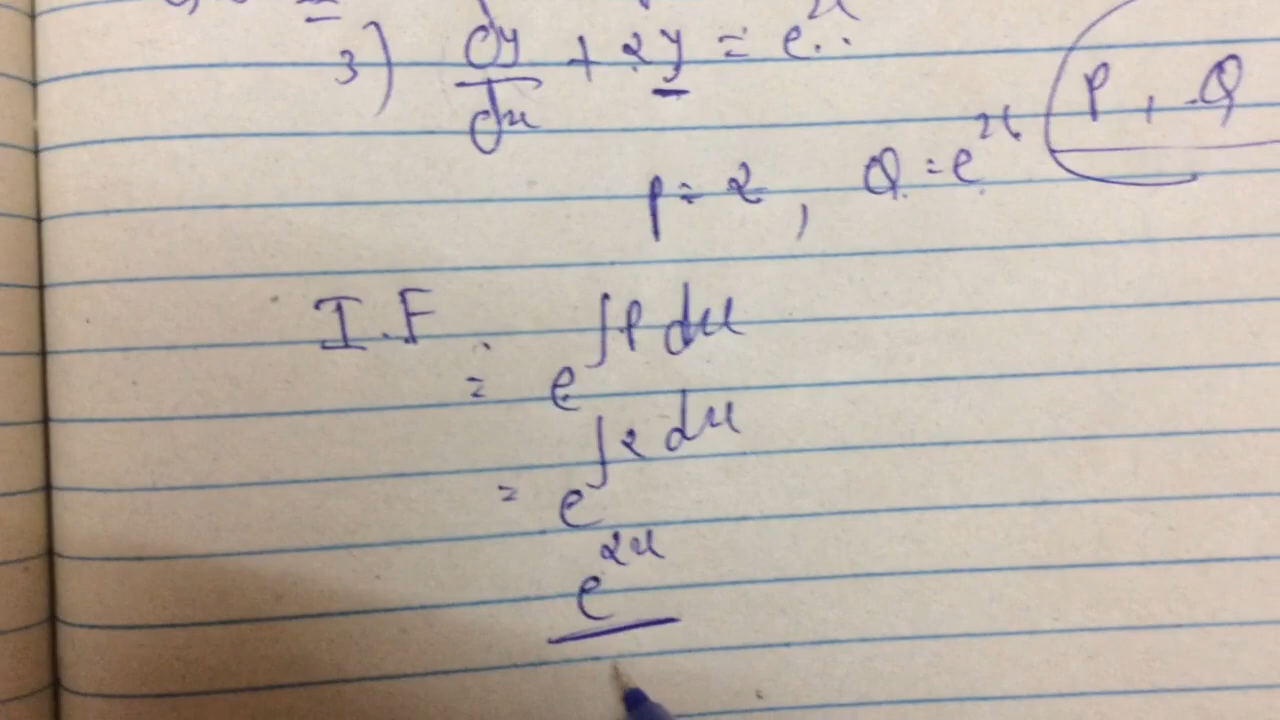 3) dy/dx + 2y = e^x
P, Q
P = 2, Q = e^x
I.F = e^∫P dx
= e^∫2 dx
e^2x